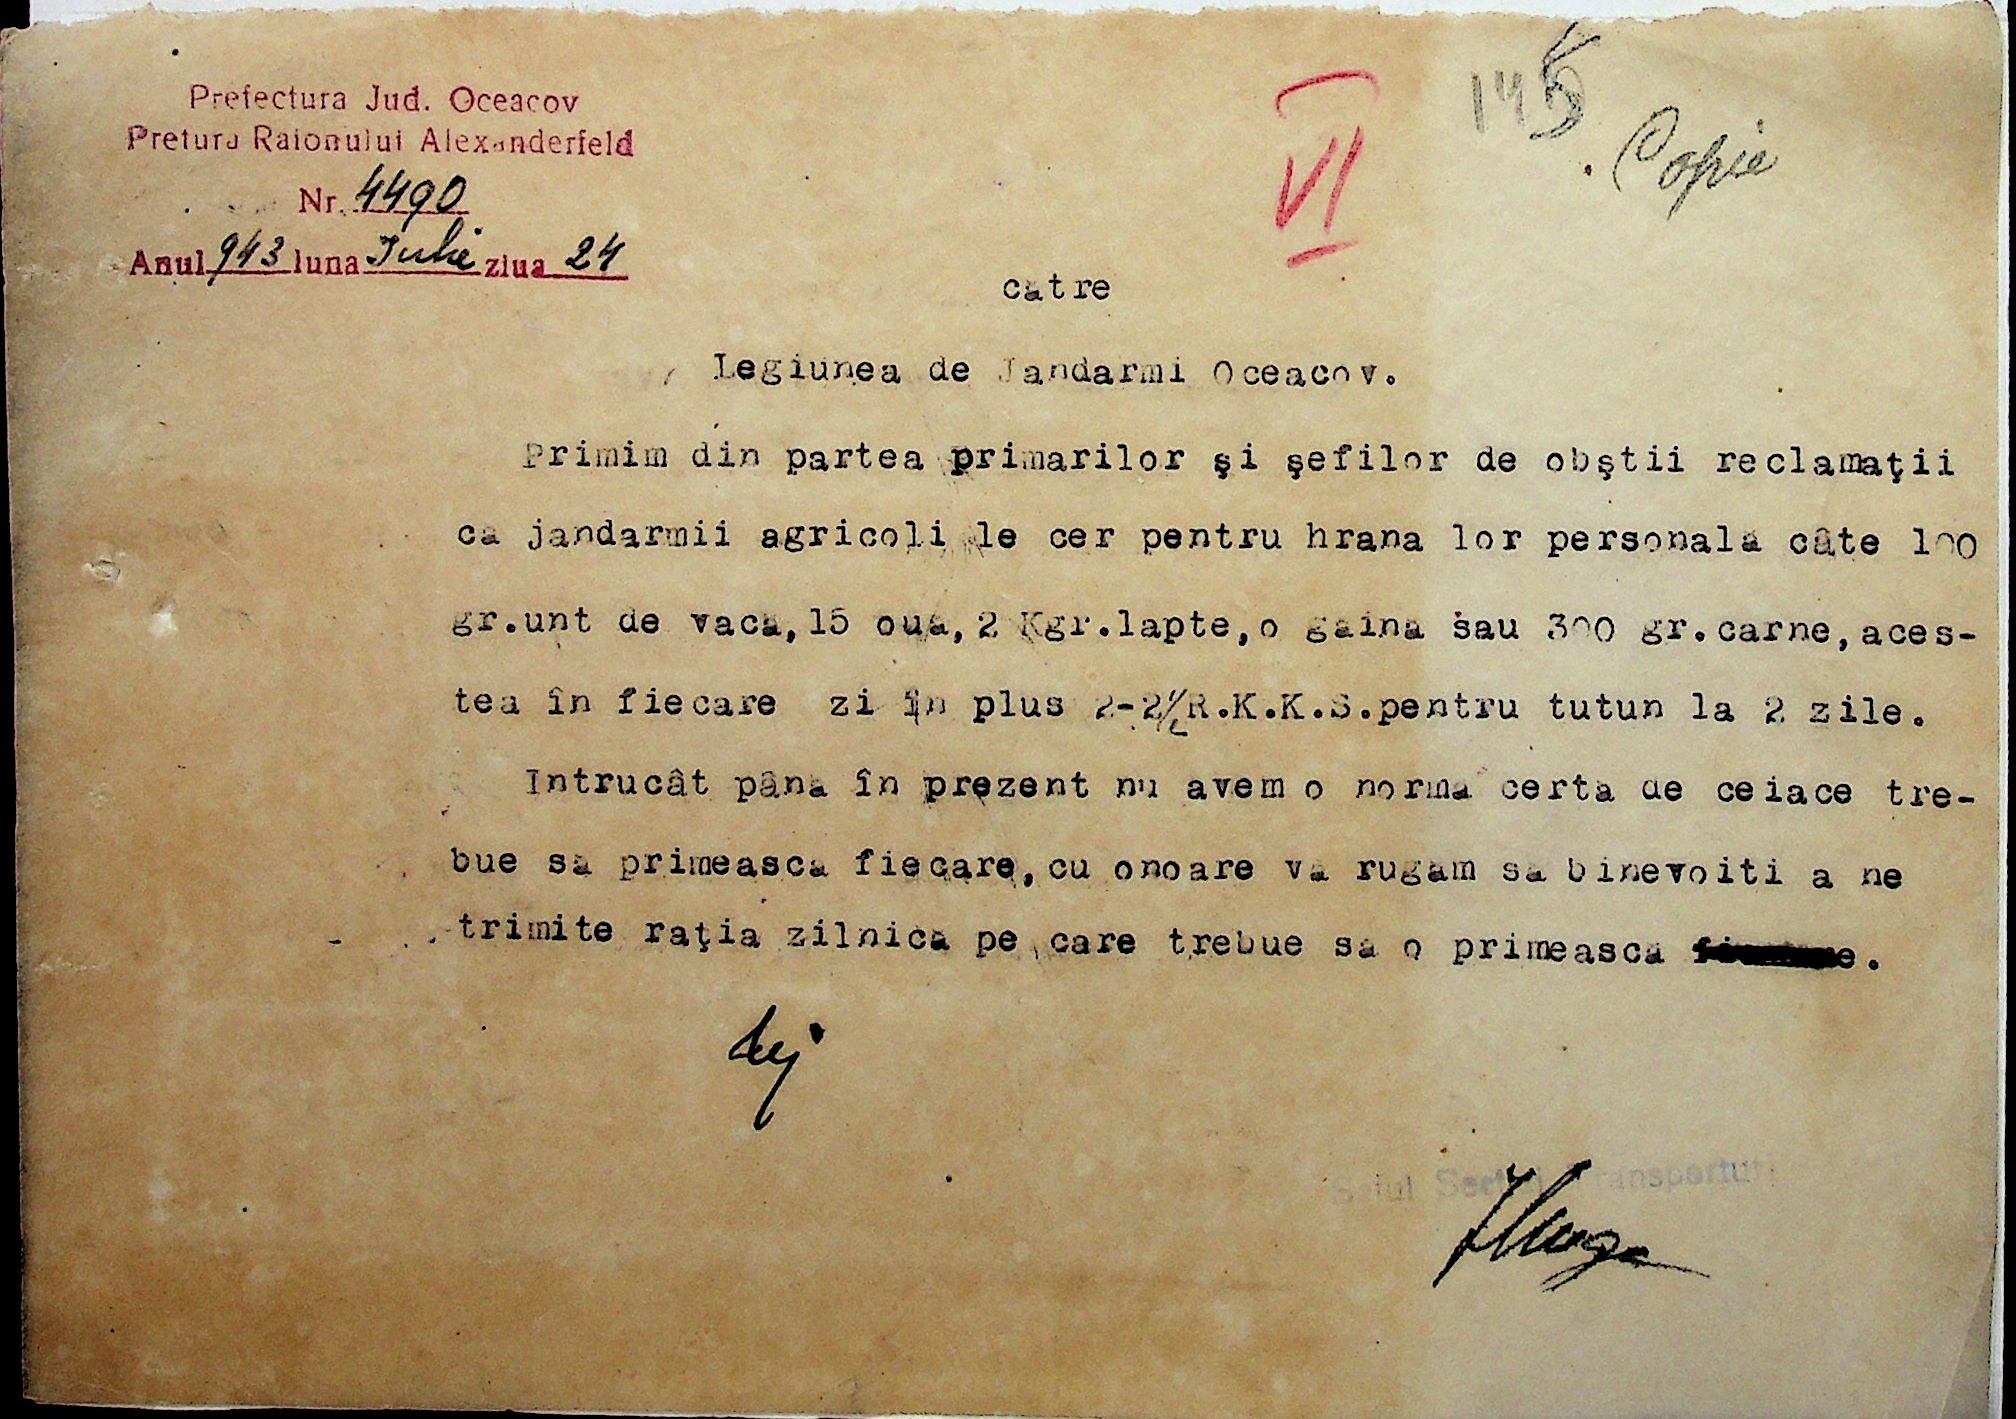 Prefectura Jud. Oceacov
Pretura Raionului Alexanderfeld
Nr. 4490
Anul 943 luna Iulie ziua 24
VI
145
Copie
catre
Legiunea de Jandarmi Oceacov.
Primim din partea primarilor şi şefilor de obştii reclamaţii
ca jandarmii agricoli le cer pentru hrana lor personala câte 100
gr.unt de vaca,15 oua,2 Kgr.lapte,o gaina sau 300 gr.carne,aces-
tea în fiecare zi în plus 2-2½R.K.K.S.pentru tutun la 2 zile.
Intrucât pâna în prezent nu avem o norma certa de ceiace tre-
bue sa primeasca fiecare,cu onoare va rugam sa binevoiti a ne
trimite raţia zilnica pe care trebue sa o primeasca
Seful Sectiei Transporturi